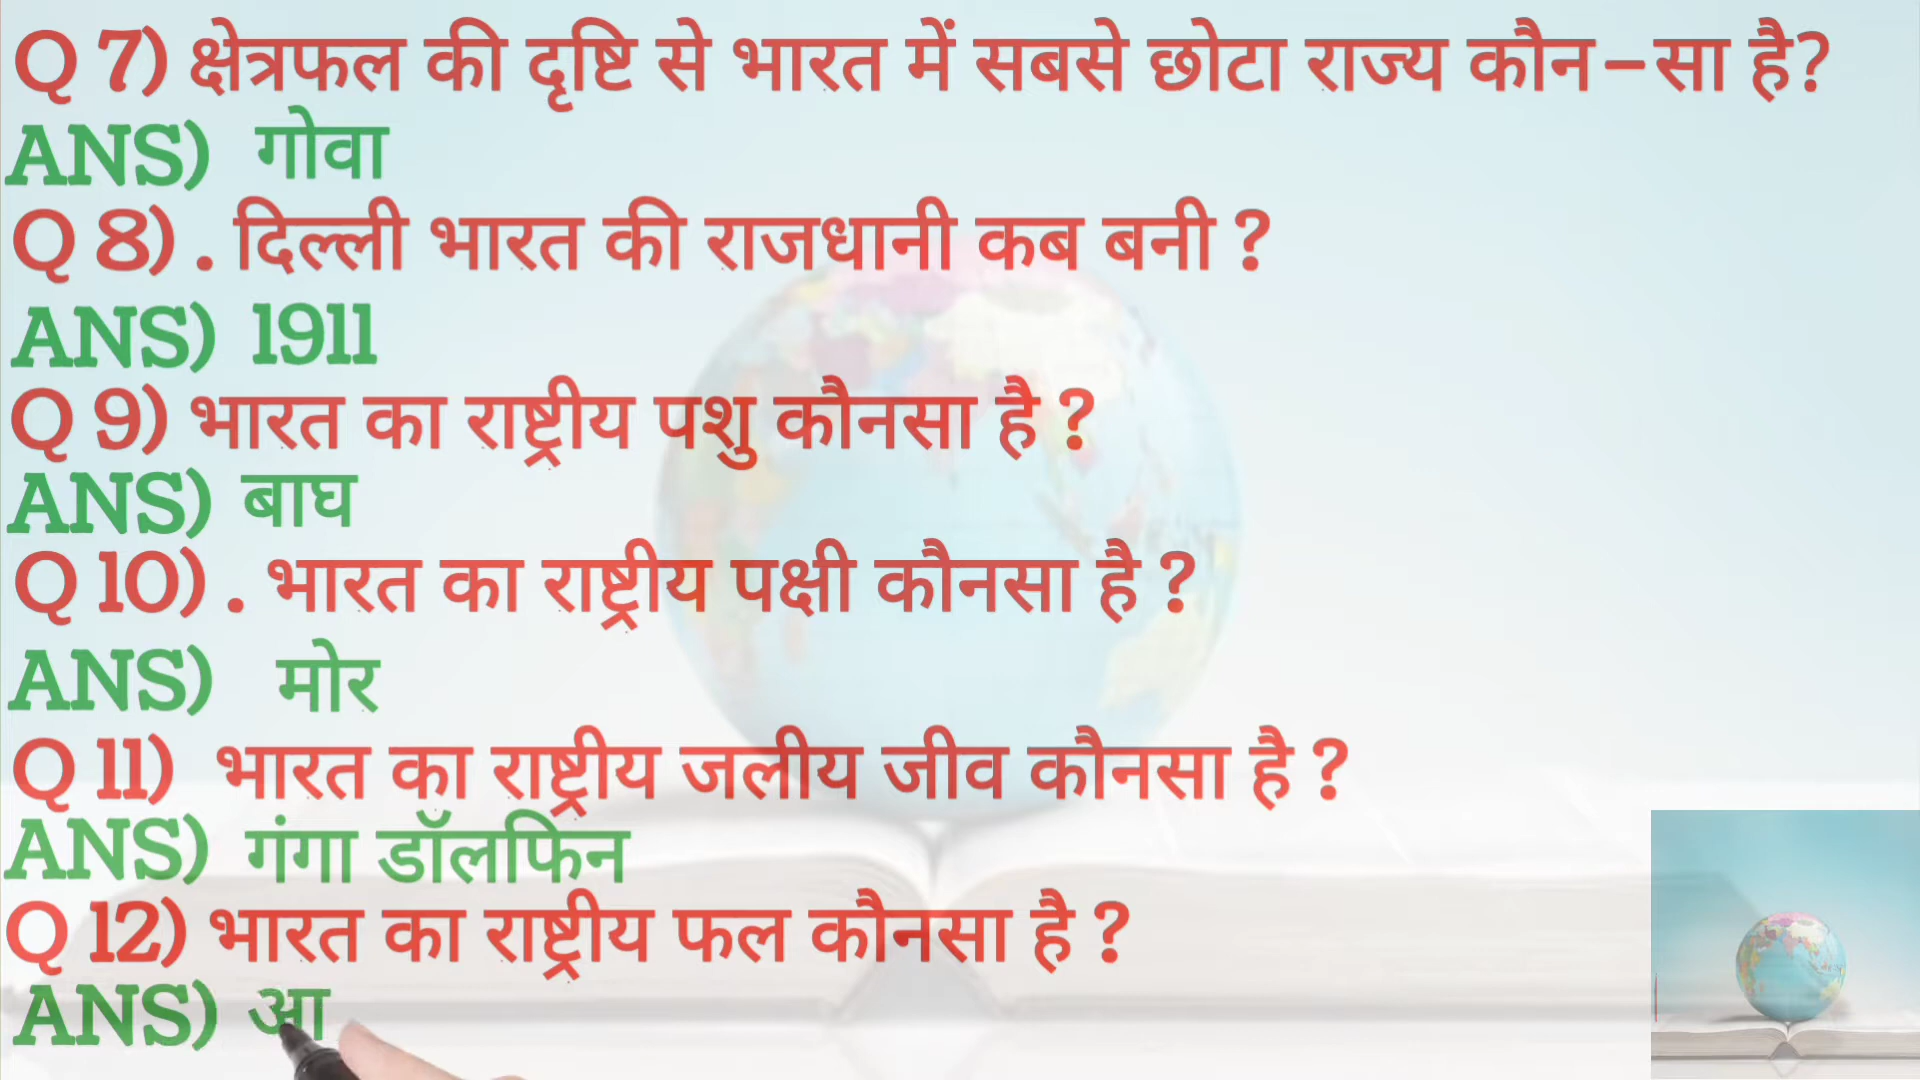 Q 7) क्षेत्रफल की दृष्टि से भारत में सबसे छोटा राज्य कौन-सा है?
ANS) गोवा
Q 8) . दिल्ली भारत की राजधानी कब बनी ?
ANS) 1911
Q 9) भारत का राष्ट्रीय पशु कौनसा है ?
ANS) बाघ
Q 10) . भारत का राष्ट्रीय पक्षी कौनसा है ?
ANS) मोर
Q 11) भारत का राष्ट्रीय जलीय जीव कौनसा है ?
ANS) गंगा डॉलफिन
Q 12) भारत का राष्ट्रीय फल कौनसा है ?
ANS) आ